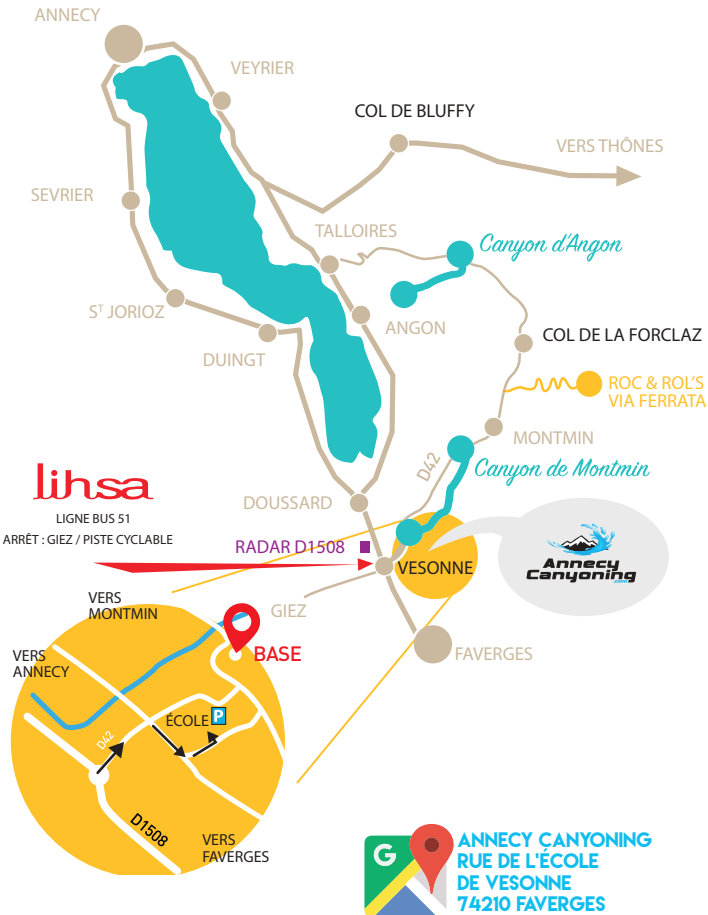 ANNECY
VEYRIER
COL DE BLUFFY
VERS THÔNES
SEVRIER
TALLOIRES
Canyon d'Angon
Sᵀ JORIOZ
ANGON
COL DE LA FORCLAZ
DUINGT
ROC & ROL'S
VIA FERRATA
MONTMIN
D42
Canyon de Montmin
lihsa
LIGNE BUS 51
ARRÊT : GIEZ / PISTE CYCLABLE
DOUSSARD
RADAR D1508
VESONNE
Annecy
Canyoning
.com
VERS
MONTMIN
GIEZ
BASE
FAVERGES
VERS
ANNECY
ÉCOLE P
D42
D1508
VERS
FAVERGES
G
ANNECY CANYONING
RUE DE L'ÉCOLE
DE VESONNE
74210 FAVERGES